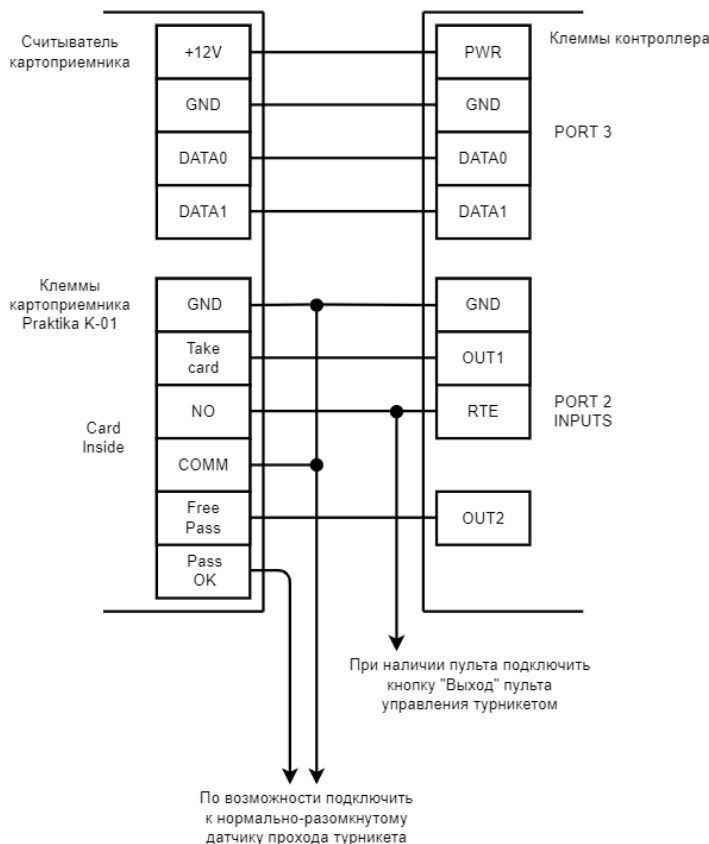 Считыватель
картоприемника
Клеммы контроллера
+12V
PWR
GND
GND
PORT 3
DATA0
DATA0
DATA1
DATA1
Клеммы
картоприемника
Praktika K-01
GND
GND
Take
card
OUT1
NO
RTE
PORT 2
INPUTS
Card
Inside
COMM
Free
Pass
OUT2
Pass
OK
При наличии пульта подключить
кнопку "Выход" пульта
управления турникетом
По возможности подключить
к нормально-разомкнутому
датчику прохода турникета